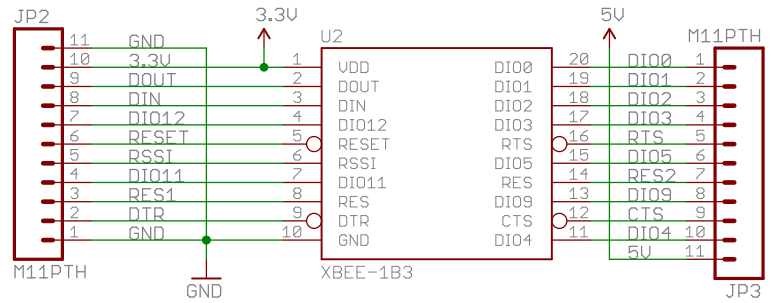 JP2 3.3V U2 5V M11PTH
11 GND
10 3.3V 1 VDD DIO0 20 DIO0 1
9 DOUT 2 DOUT DIO1 19 DIO1 2
8 DIN 3 DIN DIO2 18 DIO2 3
7 DIO12 4 DIO12 DIO3 17 DIO3 4
6 RESET 5 RESET RTS 16 RTS 5
5 RSSI 6 RSSI DIO5 15 DIO5 6
4 DIO11 7 DIO11 RES 14 RES2 7
3 RES1 8 RES DIO9 13 DIO9 8
2 DTR 9 DTR CTS 12 CTS 9
1 GND 10 GND DIO4 11 DIO4 10
5V 11
M11PTH GND XBEE-1B3 JP3